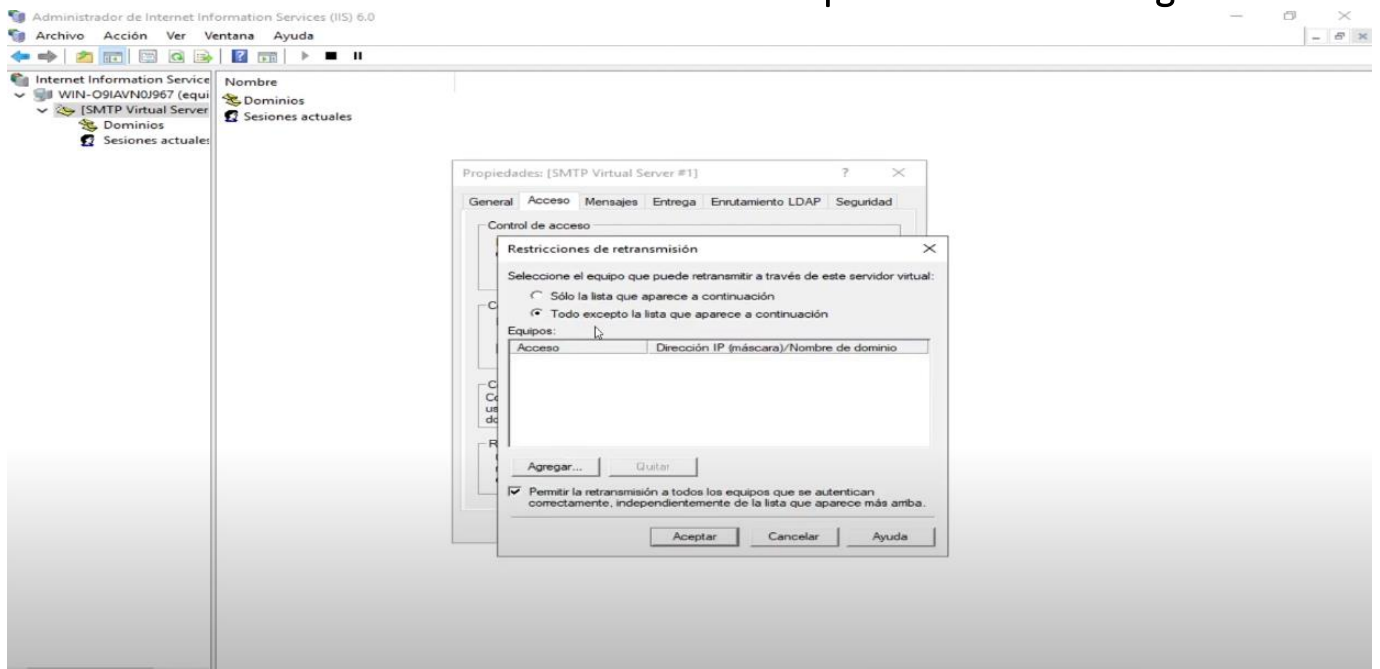 Administrador de Internet Information Services (IIS) 6.0
Archivo Acción Ver Ventana Ayuda
Internet Information Service
WIN-O9IAVN0J967 (equi
[SMTP Virtual Server
Dominios
Sesiones actuales
Nombre
Dominios
Sesiones actuales
Propiedades: [SMTP Virtual Server #1]
General Acceso Mensajes Entrega Enrutamiento LDAP Seguridad
Control de acceso
Restricciones de retransmisión
Seleccione el equipo que puede retransmitir a través de este servidor virtual:
Sólo la lista que aparece a continuación
Todo excepto la lista que aparece a continuación
Equipos:
Acceso Dirección IP (máscara)/Nombre de dominio
Agregar... Quitar
Permitir la retransmisión a todos los equipos que se autentican
correctamente, independientemente de la lista que aparece más arriba.
Aceptar Cancelar Ayuda